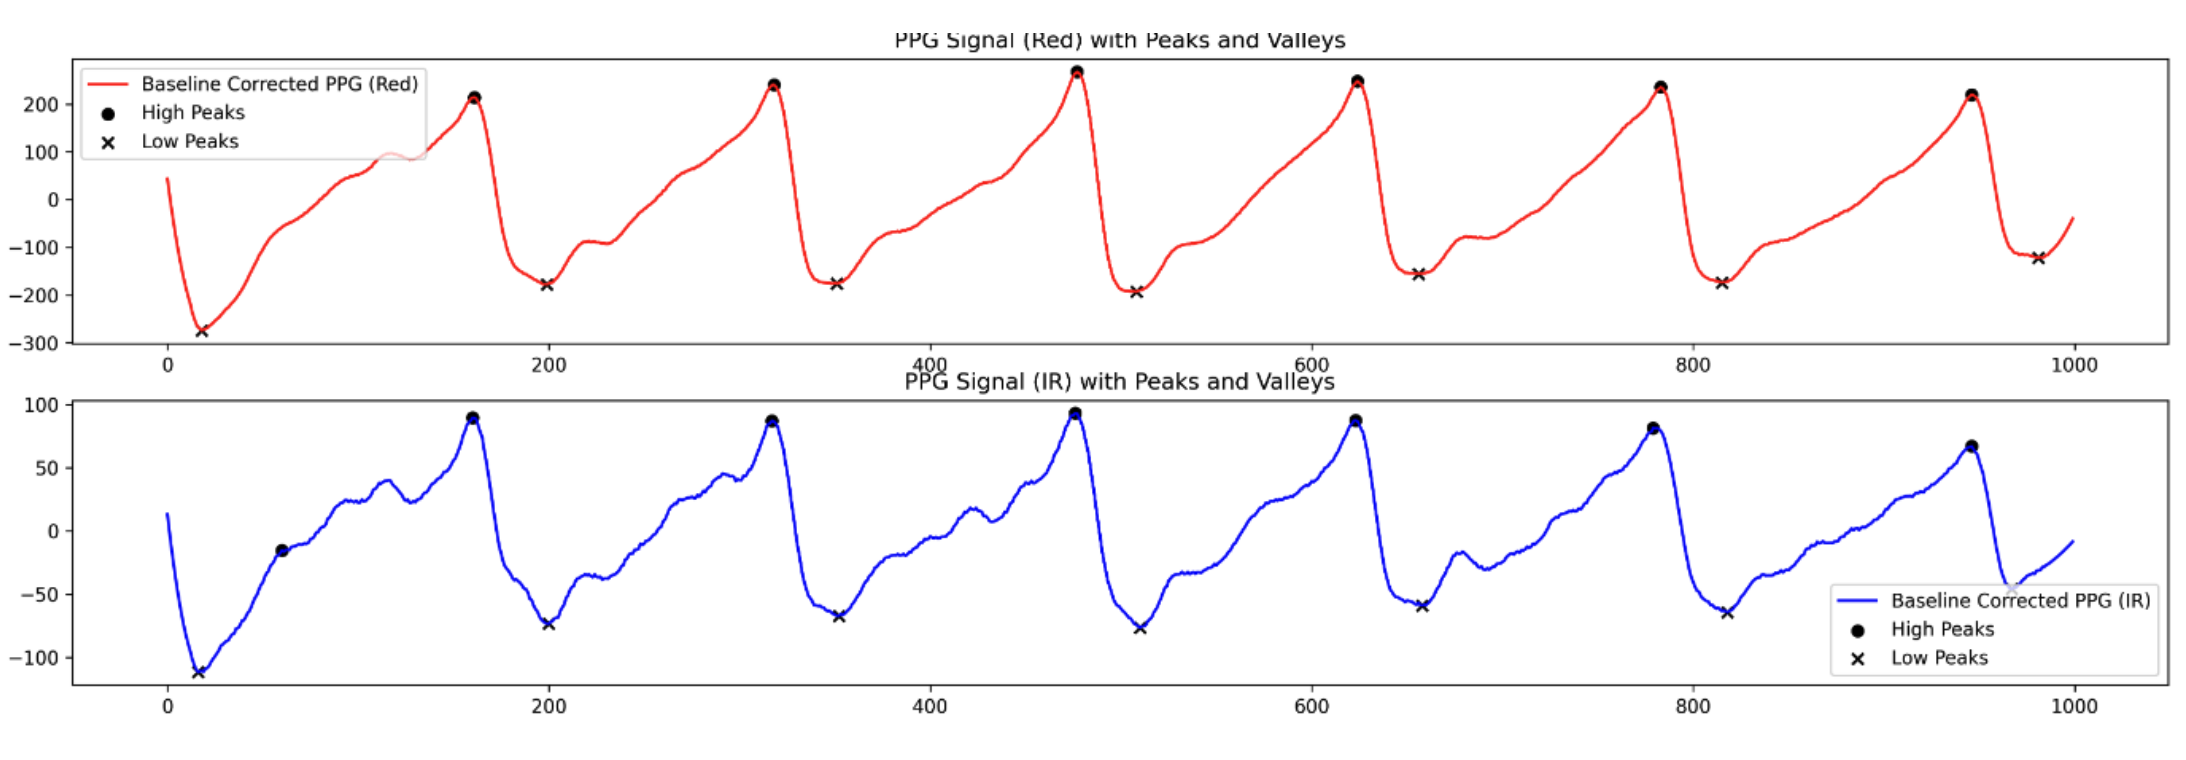 PPG Signal (Red) with Peaks and Valleys
Baseline Corrected PPG (Red)
High Peaks
Low Peaks
200
100
0
−100
−200
−300
0 200 400 600 800 1000
PPG Signal (IR) with Peaks and Valleys
100
50
0
−50
−100
Baseline Corrected PPG (IR)
High Peaks
Low Peaks
0 200 400 600 800 1000